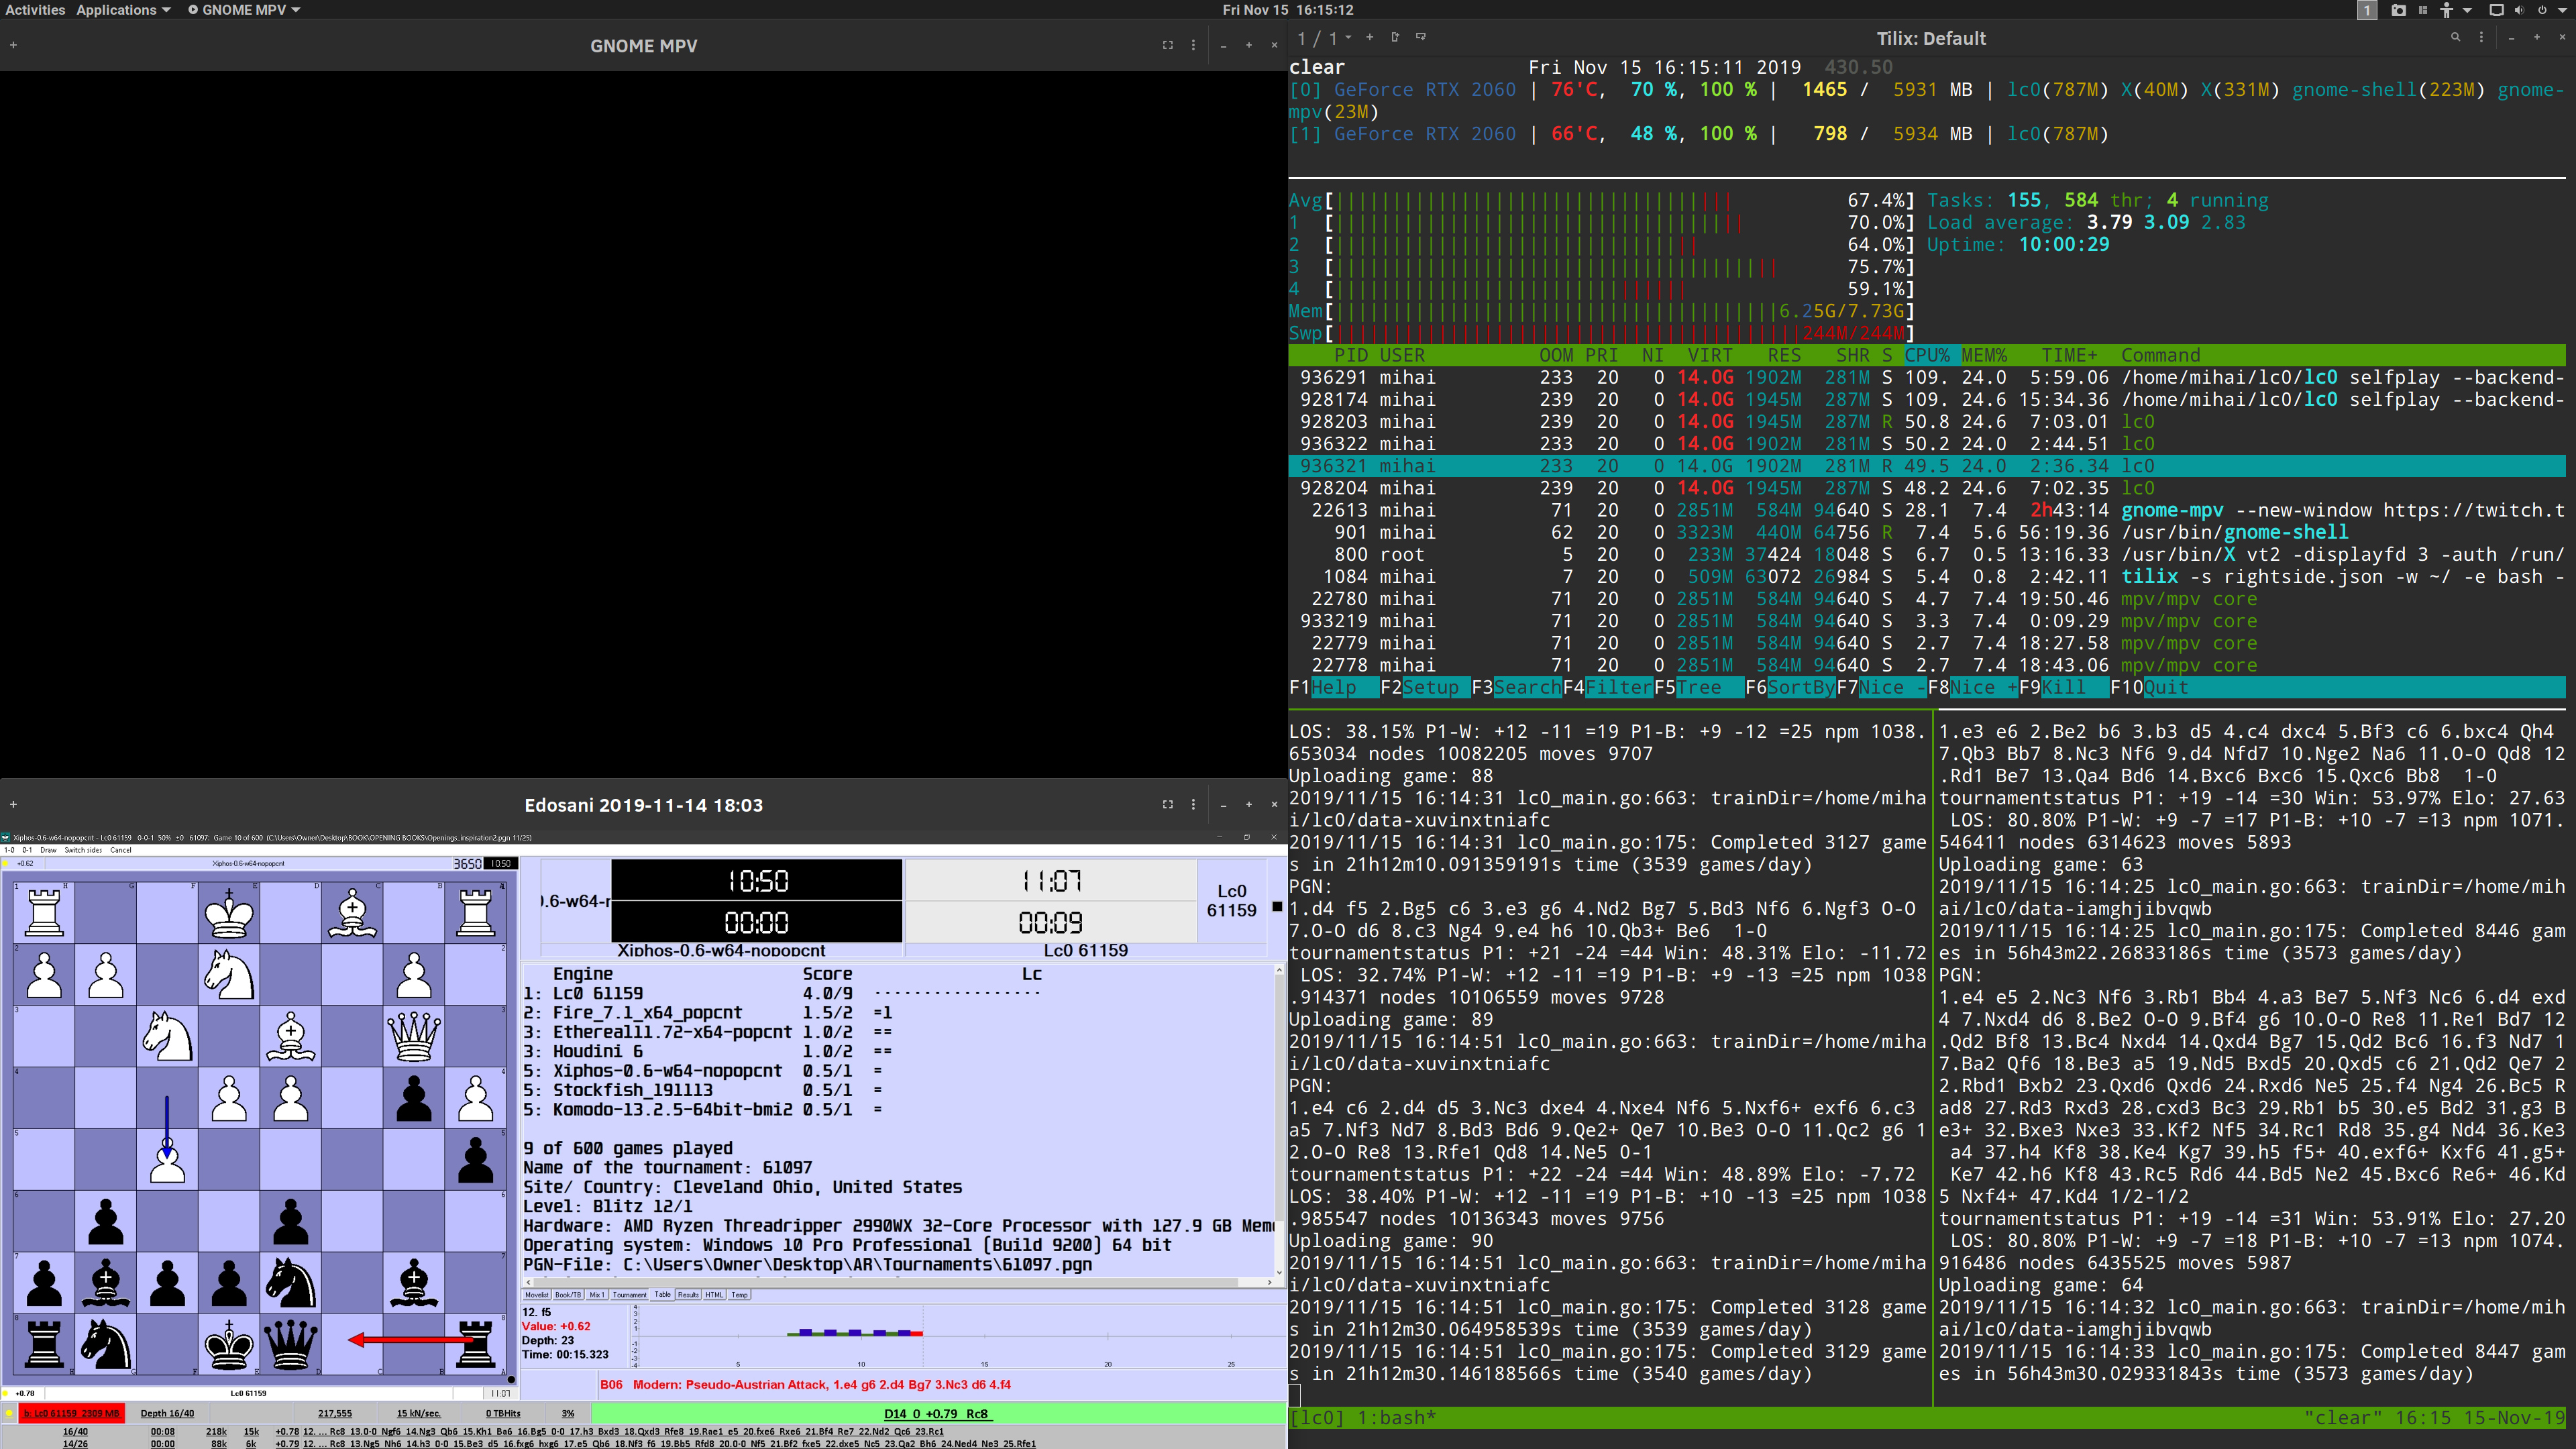 Activities Applications GNOME MPV
Fri Nov 15 16:15:12
1
GNOME MPV
1 / 1
Tilix: Default
clear Fri Nov 15 16:15:11 2019 430.50
[0] GeForce RTX 2060 | 76'C, 70 %, 100 % | 1465 / 5931 MB | lc0(787M) X(40M) X(331M) gnome-shell(223M) gnome-
mpv(23M)
[1] GeForce RTX 2060 | 66'C, 48 %, 100 % | 798 / 5934 MB | lc0(787M)
Avg[ 67.4%] Tasks: 155, 584 thr; 4 running
1 [ 70.0%] Load average: 3.79 3.09 2.83
2 [ 64.0%] Uptime: 10:00:29
3 [ 75.7%]
4 [ 59.1%]
Mem[ 6.25G/7.73G]
Swp[ 244M/244M]
PID USER OOM PRI NI VIRT RES SHR S CPU% MEM% TIME+ Command
936291 mihai 233 20 0 14.0G 1902M 281M S 109. 24.0 5:59.06 /home/mihai/lc0/lc0 selfplay --backend-
928174 mihai 239 20 0 14.0G 1945M 287M S 109. 24.6 15:34.36 /home/mihai/lc0/lc0 selfplay --backend-
928203 mihai 239 20 0 14.0G 1945M 287M R 50.8 24.6 7:03.01 lc0
936322 mihai 233 20 0 14.0G 1902M 281M S 50.2 24.0 2:44.51 lc0
936321 mihai 233 20 0 14.0G 1902M 281M R 49.5 24.0 2:36.34 lc0
928204 mihai 239 20 0 14.0G 1945M 287M S 48.2 24.6 7:02.35 lc0
22613 mihai 71 20 0 2851M 584M 94640 S 28.1 7.4 2h43:14 gnome-mpv --new-window https://twitch.t
901 mihai 62 20 0 3323M 440M 64756 R 7.4 5.6 56:19.36 /usr/bin/gnome-shell
800 root 5 20 0 233M 37424 18048 S 6.7 0.5 13:16.33 /usr/bin/X vt2 -displayfd 3 -auth /run/
1084 mihai 7 20 0 509M 63072 26984 S 5.4 0.8 2:42.11 tilix -s rightside.json -w ~/ -e bash -
22780 mihai 71 20 0 2851M 584M 94640 S 4.7 7.4 19:50.46 mpv/mpv core
933219 mihai 71 20 0 2851M 584M 94640 S 3.3 7.4 0:09.29 mpv/mpv core
22779 mihai 71 20 0 2851M 584M 94640 S 2.7 7.4 18:27.58 mpv/mpv core
22778 mihai 71 20 0 2851M 584M 94640 S 2.7 7.4 18:43.06 mpv/mpv core
F1Help F2Setup F3SearchF4FilterF5Tree F6SortByF7Nice -F8Nice +F9Kill F10Quit
LOS: 38.15% P1-W: +12 -11 =19 P1-B: +9 -12 =25 npm 1038.
653034 nodes 10082205 moves 9707
Uploading game: 88
2019/11/15 16:14:31 lc0_main.go:663: trainDir=/home/miha
i/lc0/data-xuvinxtniafc
2019/11/15 16:14:31 lc0_main.go:175: Completed 3127 game
s in 21h12m10.091359191s time (3539 games/day)
PGN:
1.d4 f5 2.Bg5 c6 3.e3 g6 4.Nd2 Bg7 5.Bd3 Nf6 6.Ngf3 O-O
7.O-O d6 8.c3 Ng4 9.e4 h6 10.Qb3+ Be6  1-0
tournamentstatus P1: +21 -24 =44 Win: 48.31% Elo: -11.72
LOS: 32.74% P1-W: +12 -11 =19 P1-B: +9 -13 =25 npm 1038
.914371 nodes 10106559 moves 9728
Uploading game: 89
2019/11/15 16:14:51 lc0_main.go:663: trainDir=/home/miha
i/lc0/data-xuvinxtniafc
PGN:
1.e4 c6 2.d4 d5 3.Nc3 dxe4 4.Nxe4 Nf6 5.Nxf6+ exf6 6.c3
a5 7.Nf3 Nd7 8.Bd3 Bd6 9.Qe2+ Qe7 10.Be3 O-O 11.Qc2 g6 1
2.O-O Re8 13.Rfe1 Qd8 14.Ne5 0-1
tournamentstatus P1: +22 -24 =44 Win: 48.89% Elo: -7.72
LOS: 38.40% P1-W: +12 -11 =19 P1-B: +10 -13 =25 npm 1038
.985547 nodes 10136343 moves 9756
Uploading game: 90
2019/11/15 16:14:51 lc0_main.go:663: trainDir=/home/miha
i/lc0/data-xuvinxtniafc
2019/11/15 16:14:51 lc0_main.go:175: Completed 3128 game
s in 21h12m30.064958539s time (3539 games/day)
2019/11/15 16:14:51 lc0_main.go:175: Completed 3129 game
s in 21h12m30.146188566s time (3540 games/day)
1.e3 e6 2.Be2 b6 3.b3 d5 4.c4 dxc4 5.Bf3 c6 6.bxc4 Qh4
7.Qb3 Bb7 8.Nc3 Nf6 9.d4 Nfd7 10.Nge2 Na6 11.O-O Qd8 12
.Rd1 Be7 13.Qa4 Bd6 14.Bxc6 Bxc6 15.Qxc6 Bb8  1-0
tournamentstatus P1: +19 -14 =30 Win: 53.97% Elo: 27.63
LOS: 80.80% P1-W: +9 -7 =17 P1-B: +10 -7 =13 npm 1071.
546411 nodes 6314623 moves 5893
Uploading game: 63
2019/11/15 16:14:25 lc0_main.go:663: trainDir=/home/mih
ai/lc0/data-iamghjibvqwb
2019/11/15 16:14:25 lc0_main.go:175: Completed 8446 gam
es in 56h43m22.26833186s time (3573 games/day)
PGN:
1.e4 e5 2.Nc3 Nf6 3.Rb1 Bb4 4.a3 Be7 5.Nf3 Nc6 6.d4 exd
4 7.Nxd4 d6 8.Be2 O-O 9.Bf4 g6 10.O-O Re8 11.Re1 Bd7 12
.Qd2 Bf8 13.Bc4 Nxd4 14.Qxd4 Bg7 15.Qd2 Bc6 16.f3 Nd7 1
7.Ba2 Qf6 18.Be3 a5 19.Nd5 Bxd5 20.Qxd5 c6 21.Qd2 Qe7 2
2.Rbd1 Bxb2 23.Qxd6 Qxd6 24.Rxd6 Ne5 25.f4 Ng4 26.Bc5 R
ad8 27.Rd3 Rxd3 28.cxd3 Bc3 29.Rb1 b5 30.e5 Bd2 31.g3 B
e3+ 32.Bxe3 Nxe3 33.Kf2 Nf5 34.Rc1 Rd8 35.g4 Nd4 36.Ke3
a4 37.h4 Kf8 38.Ke4 Kg7 39.h5 f5+ 40.exf6+ Kxf6 41.g5+
Ke7 42.h6 Kf8 43.Rc5 Rd6 44.Bd5 Ne2 45.Bxc6 Re6+ 46.Kd
5 Nxf4+ 47.Kd4 1/2-1/2
tournamentstatus P1: +19 -14 =31 Win: 53.91% Elo: 27.20
LOS: 80.80% P1-W: +9 -7 =18 P1-B: +10 -7 =13 npm 1074.
916486 nodes 6435525 moves 5987
Uploading game: 64
2019/11/15 16:14:32 lc0_main.go:663: trainDir=/home/mih
ai/lc0/data-iamghjibvqwb
2019/11/15 16:14:33 lc0_main.go:175: Completed 8447 gam
es in 56h43m30.029331843s time (3573 games/day)
[lc0] 1:bash* "clear" 16:15 15-Nov-19
Edosani 2019-11-14 18:03
Xiphos-0.6-w64-nopopcnt - Lc0 61159 0-0-1 50% ±0 61097: Game 10 of 600 (C:\Users\Owner\Desktop\BOOK\OPENING BOOKS\Openings_inspiration2.pgn 11/25)
1-0 0-1 Draw Switch sides Cancel
+0.62 Xiphos-0.6-w64-nopopcnt 3650 10:50
10:50 11:07
00:00 00:09
).6-w64-r
Lc0
61159
Xiphos-0.6-w64-nopopcnt Lc0 61159
1 H G F E D C B A
2
3
4
5
6
7
8 H G F E D C B A
Engine Score Lc
1: Lc0 61159 4.0/9 - - - - - - - - - - - - - - - - -
2: Fire_7.1_x64_popcnt 1.5/2 =1
3: Ethereal11.72-x64-popcnt 1.0/2 ==
3: Houdini 6 1.0/2 ==
5: Xiphos-0.6-w64-nopopcnt 0.5/1 =
5: Stockfish_191113 0.5/1 =
5: Komodo-13.2.5-64bit-bmi2 0.5/1 =
9 of 600 games played
Name of the tournament: 61097
Site/ Country: Cleveland Ohio, United States
Level: Blitz 12/1
Hardware: AMD Ryzen Threadripper 2990WX 32-Core Processor with 127.9 GB Mem
Operating system: Windows 10 Pro Professional (Build 9200) 64 bit
PGN-File: C:\Users\Owner\Desktop\AR\Tournaments\61097.pgn
Movelist Book/TB Mix 1 Tournament Table Results HTML Temp
12. f5
Value: +0.62
Depth: 23
Time: 00:15.323
4
3
2
1
-1
-2
-3
-4
5 10 15 20 25
B06 Modern: Pseudo-Austrian Attack, 1.e4 g6 2.d4 Bg7 3.Nc3 d6 4.f4
+0.78 Lc0 61159 11:07
b: Lc0 61159 2309 MB Depth 16/40 217,555 15 kN/sec. 0 TBHits 3% D14 0 +0.79 Rc8
16/40 00:08 218k 15k +0.78 12. ... Rc8 13.0-0 Ngf6 14.Ng3 Qb6 15.Kh1 Ba6 16.Bg5 0-0 17.h3 Bxd3 18.Qxd3 Rfe8 19.Rae1 e5 20.fxe6 Rxe6 21.Bf4 Re7 22.Nd2 Qc6 23.Rc1
14/26 00:00 88k 6k +0.79 12. ... Rc8 13.Ng5 Nh6 14.h3 0-0 15.Be3 d5 16.fxg6 hxg6 17.e5 Qb6 18.Nf3 f6 19.Bb5 Rfd8 20.0-0 Nf5 21.Bf2 fxe5 22.dxe5 Nc5 23.Qa2 Bh6 24.Ned4 Ne3 25.Rfe1